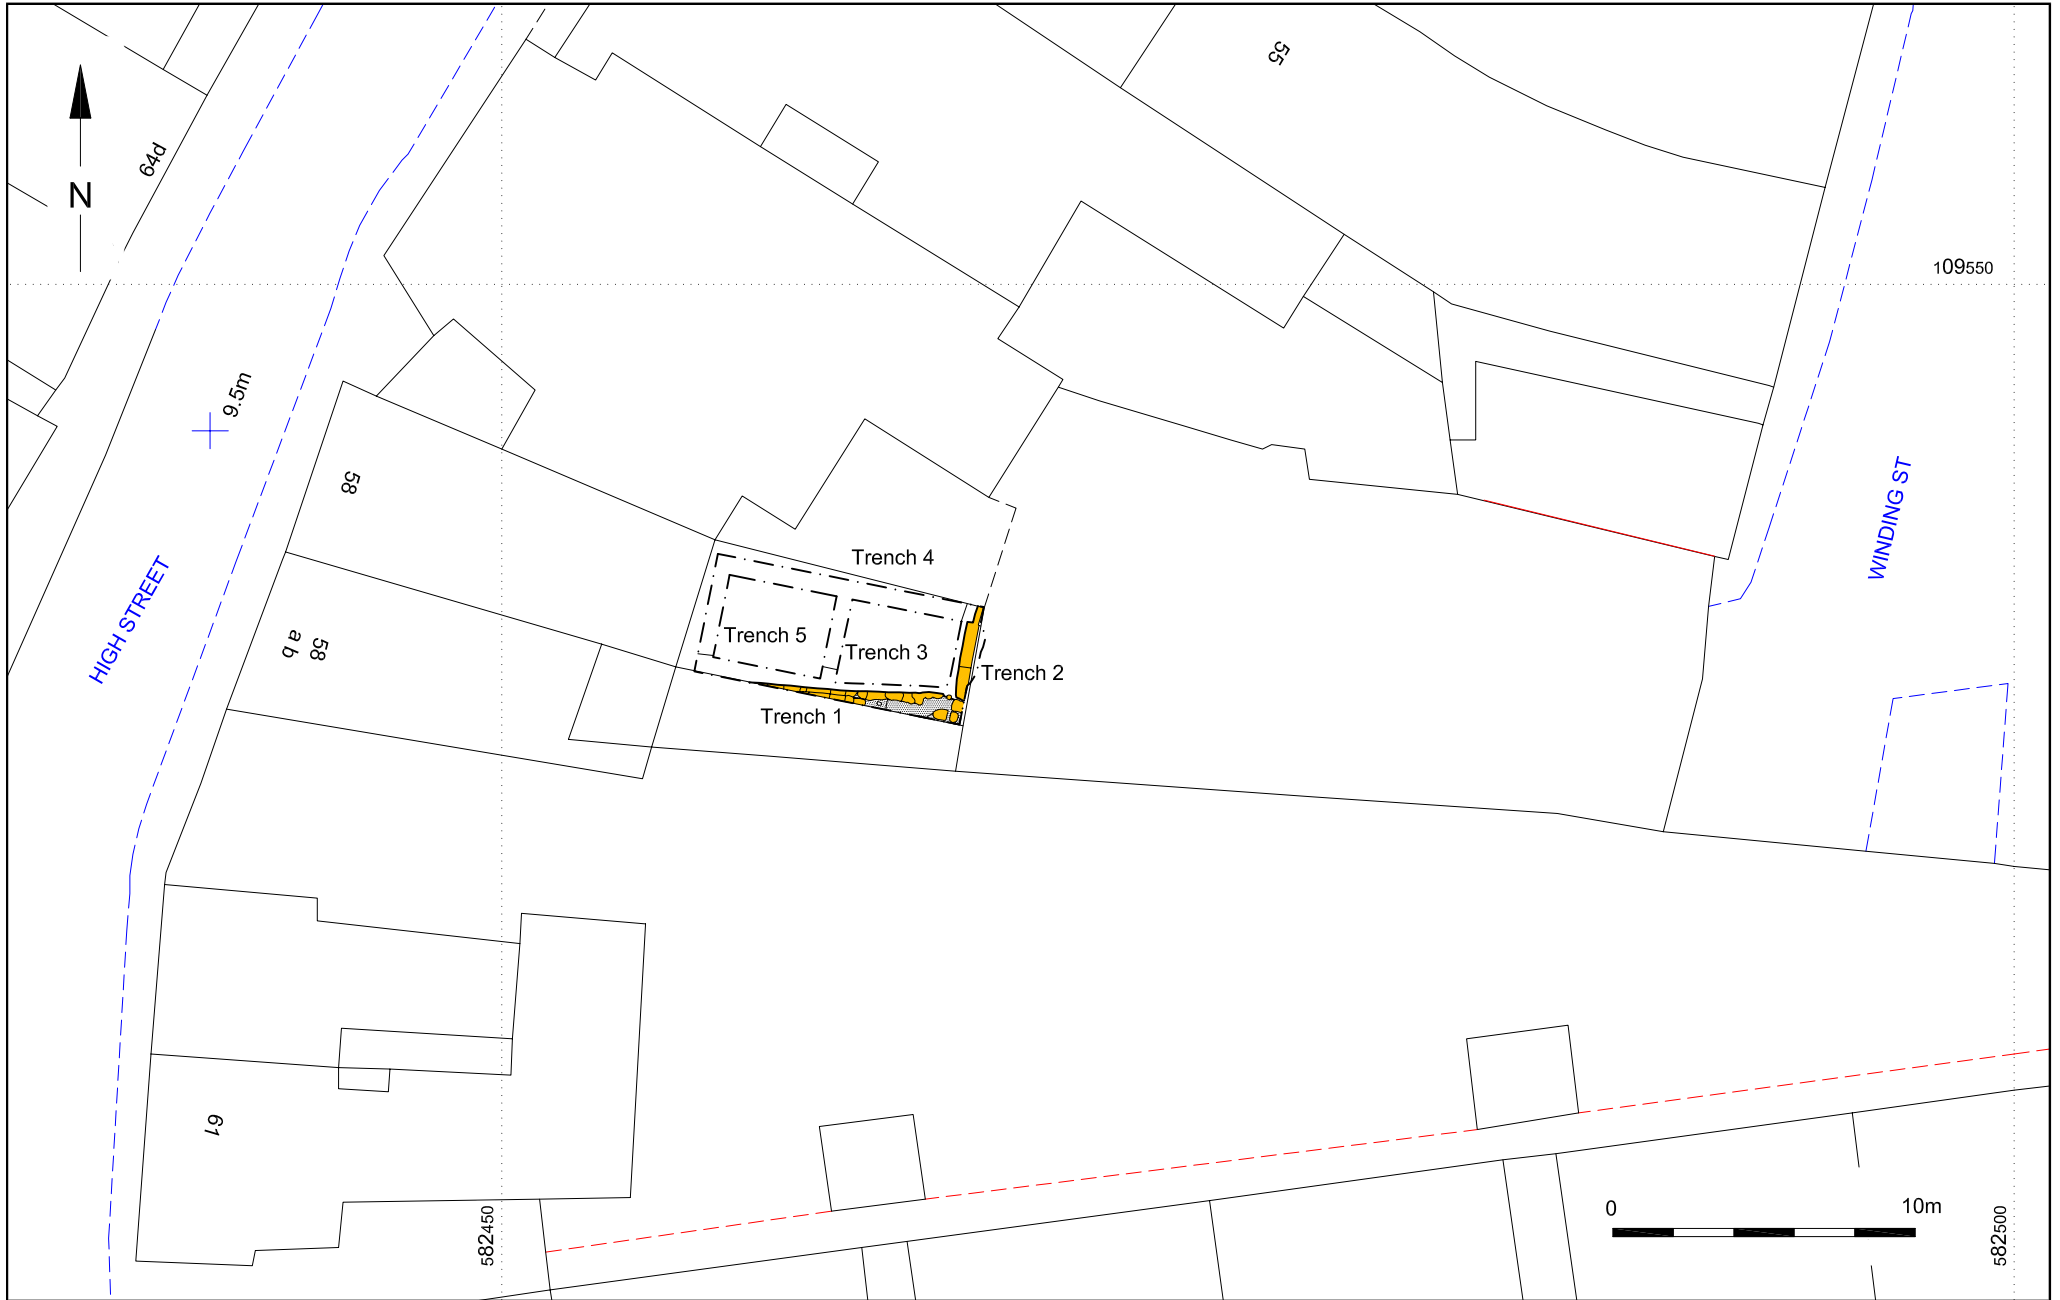 55
64d
N
109550
9.5m
58
WINDING ST
HIGH STREET
Trench 4
58
a b
Trench 5
Trench 3
Trench 2
Trench 1
61
0 10m
582450
582500